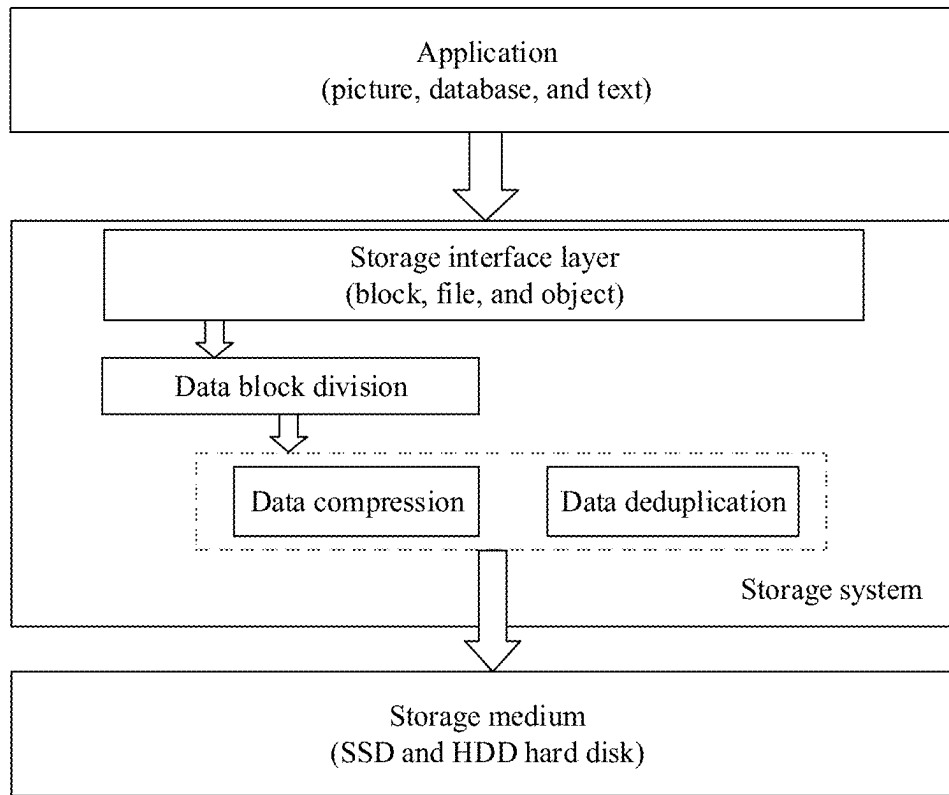 Application
(picture, database, and text)
Storage interface layer
(block, file, and object)
Data block division
Data compression
Data deduplication
Storage system
Storage medium
(SSD and HDD hard disk)